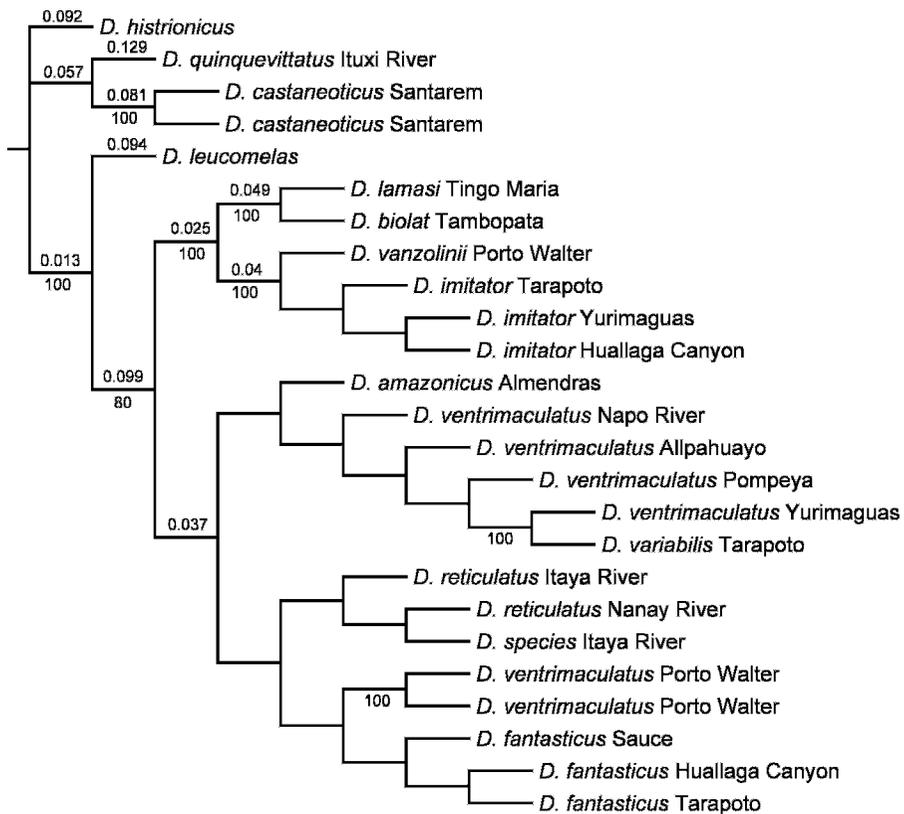 0.092
D. histrionicus
0.129
D. quinquevittatus Ituxi River
0.057
0.081
D. castaneoticus Santarem
100
D. castaneoticus Santarem
0.094
D. leucomelas
0.049
D. lamasi Tingo Maria
100
D. biolat Tambopata
0.025
100
D. vanzolinii Porto Walter
0.013
100
0.04
100
D. imitator Tarapoto
D. imitator Yurimaguas
D. imitator Huallaga Canyon
0.099
80
D. amazonicus Almendras
D. ventrimaculatus Napo River
D. ventrimaculatus Allpahuayo
D. ventrimaculatus Pompeya
D. ventrimaculatus Yurimaguas
0.037
100
D. variabilis Tarapoto
D. reticulatus Itaya River
D. reticulatus Nanay River
D. species Itaya River
D. ventrimaculatus Porto Walter
100
D. ventrimaculatus Porto Walter
D. fantasticus Sauce
D. fantasticus Huallaga Canyon
D. fantasticus Tarapoto